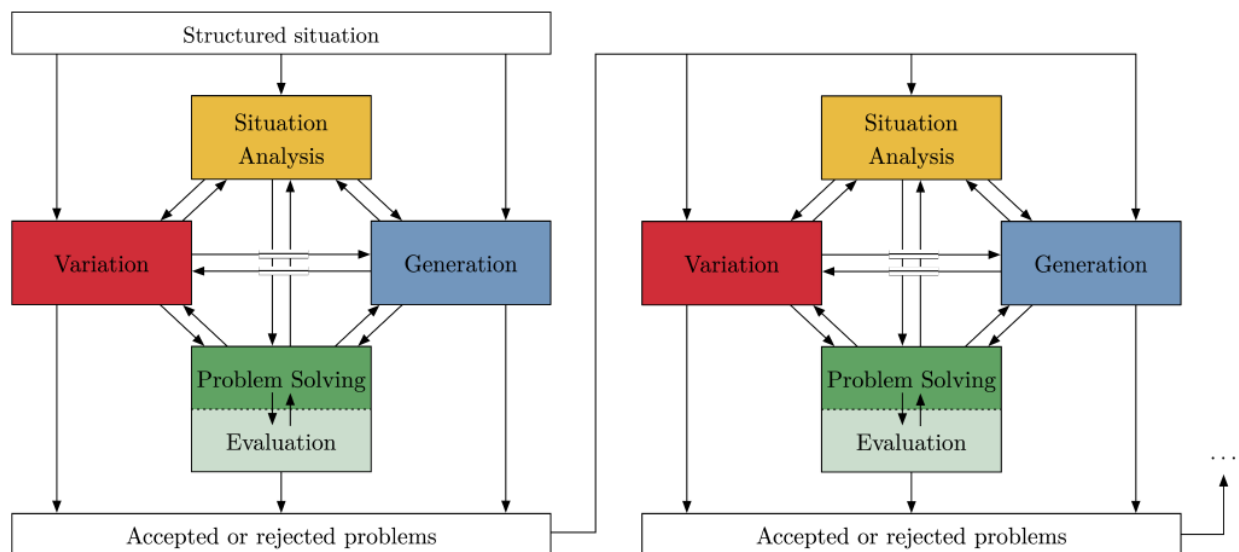 Structured situation
Situation
Analysis
Variation
Generation
Problem Solving
Evaluation
Accepted or rejected problems
Situation
Analysis
Variation
Generation
Problem Solving
Evaluation
...
Accepted or rejected problems